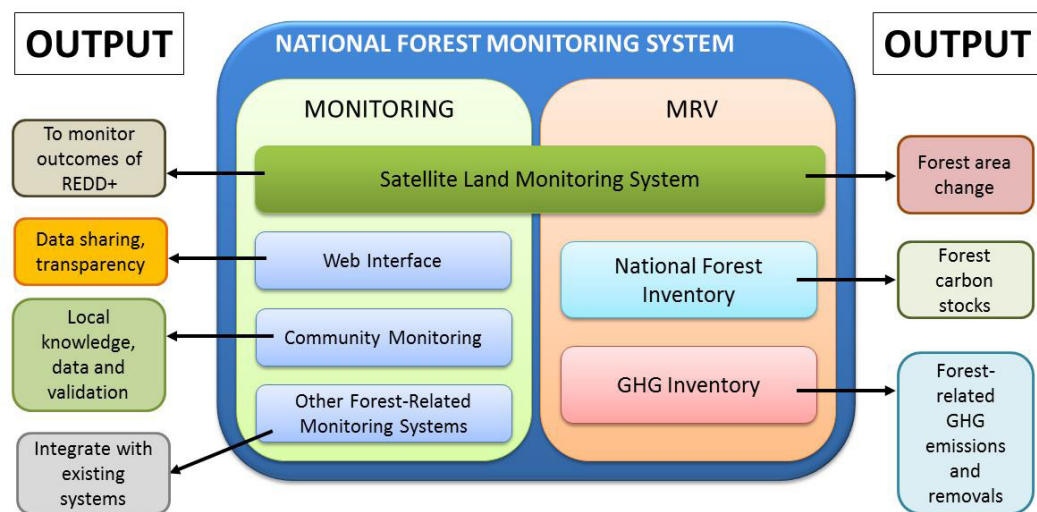 OUTPUT
To monitor
outcomes of
REDD+
Data sharing,
transparency
Local
knowledge,
data and
validation
Integrate with
existing
systems
NATIONAL FOREST MONITORING SYSTEM
MONITORING
MRV
Satellite Land Monitoring System
Web Interface
Community Monitoring
Other Forest-Related
Monitoring Systems
National Forest
Inventory
GHG Inventory
OUTPUT
Forest area
change
Forest
carbon
stocks
Forest-
related
GHG
emissions
and
removals